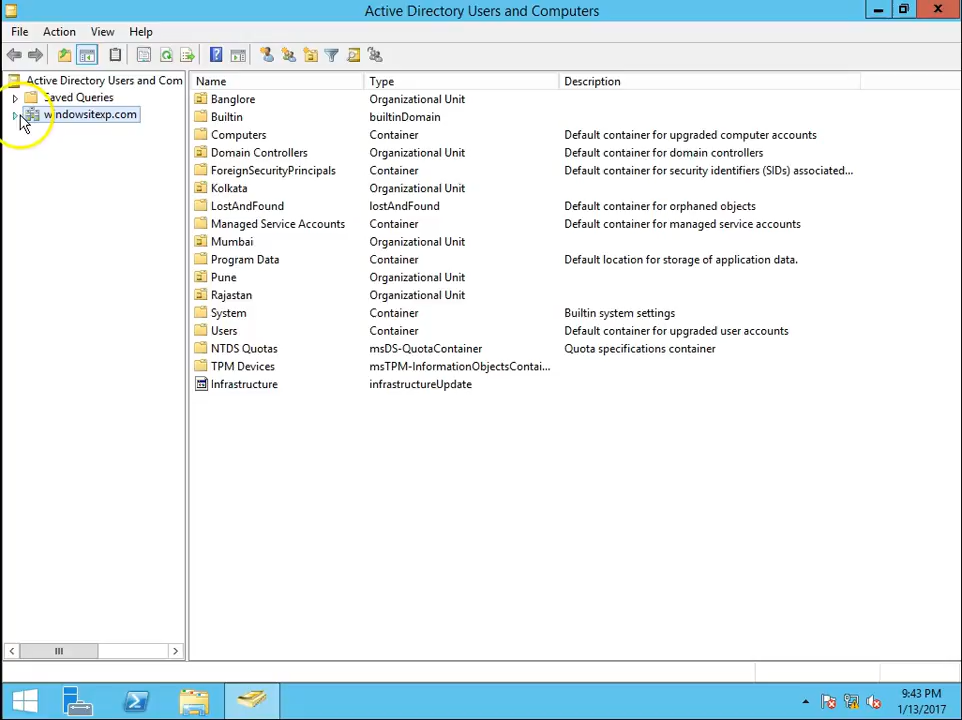 Active Directory Users and Computers
File Action View Help
Active Directory Users and Com
Saved Queries
windowsitexp.com
Name Type Description
Banglore Organizational Unit
Builtin builtinDomain
Computers Container Default container for upgraded computer accounts
Domain Controllers Organizational Unit Default container for domain controllers
ForeignSecurityPrincipals Container Default container for security identifiers (SIDs) associated...
Kolkata Organizational Unit
LostAndFound lostAndFound Default container for orphaned objects
Managed Service Accounts Container Default container for managed service accounts
Mumbai Organizational Unit
Program Data Container Default location for storage of application data.
Pune Organizational Unit
Rajastan Organizational Unit
System Container Builtin system settings
Users Container Default container for upgraded user accounts
NTDS Quotas msDS-QuotaContainer Quota specifications container
TPM Devices msTPM-InformationObjectsContai...
Infrastructure infrastructureUpdate
9:43 PM
1/13/2017